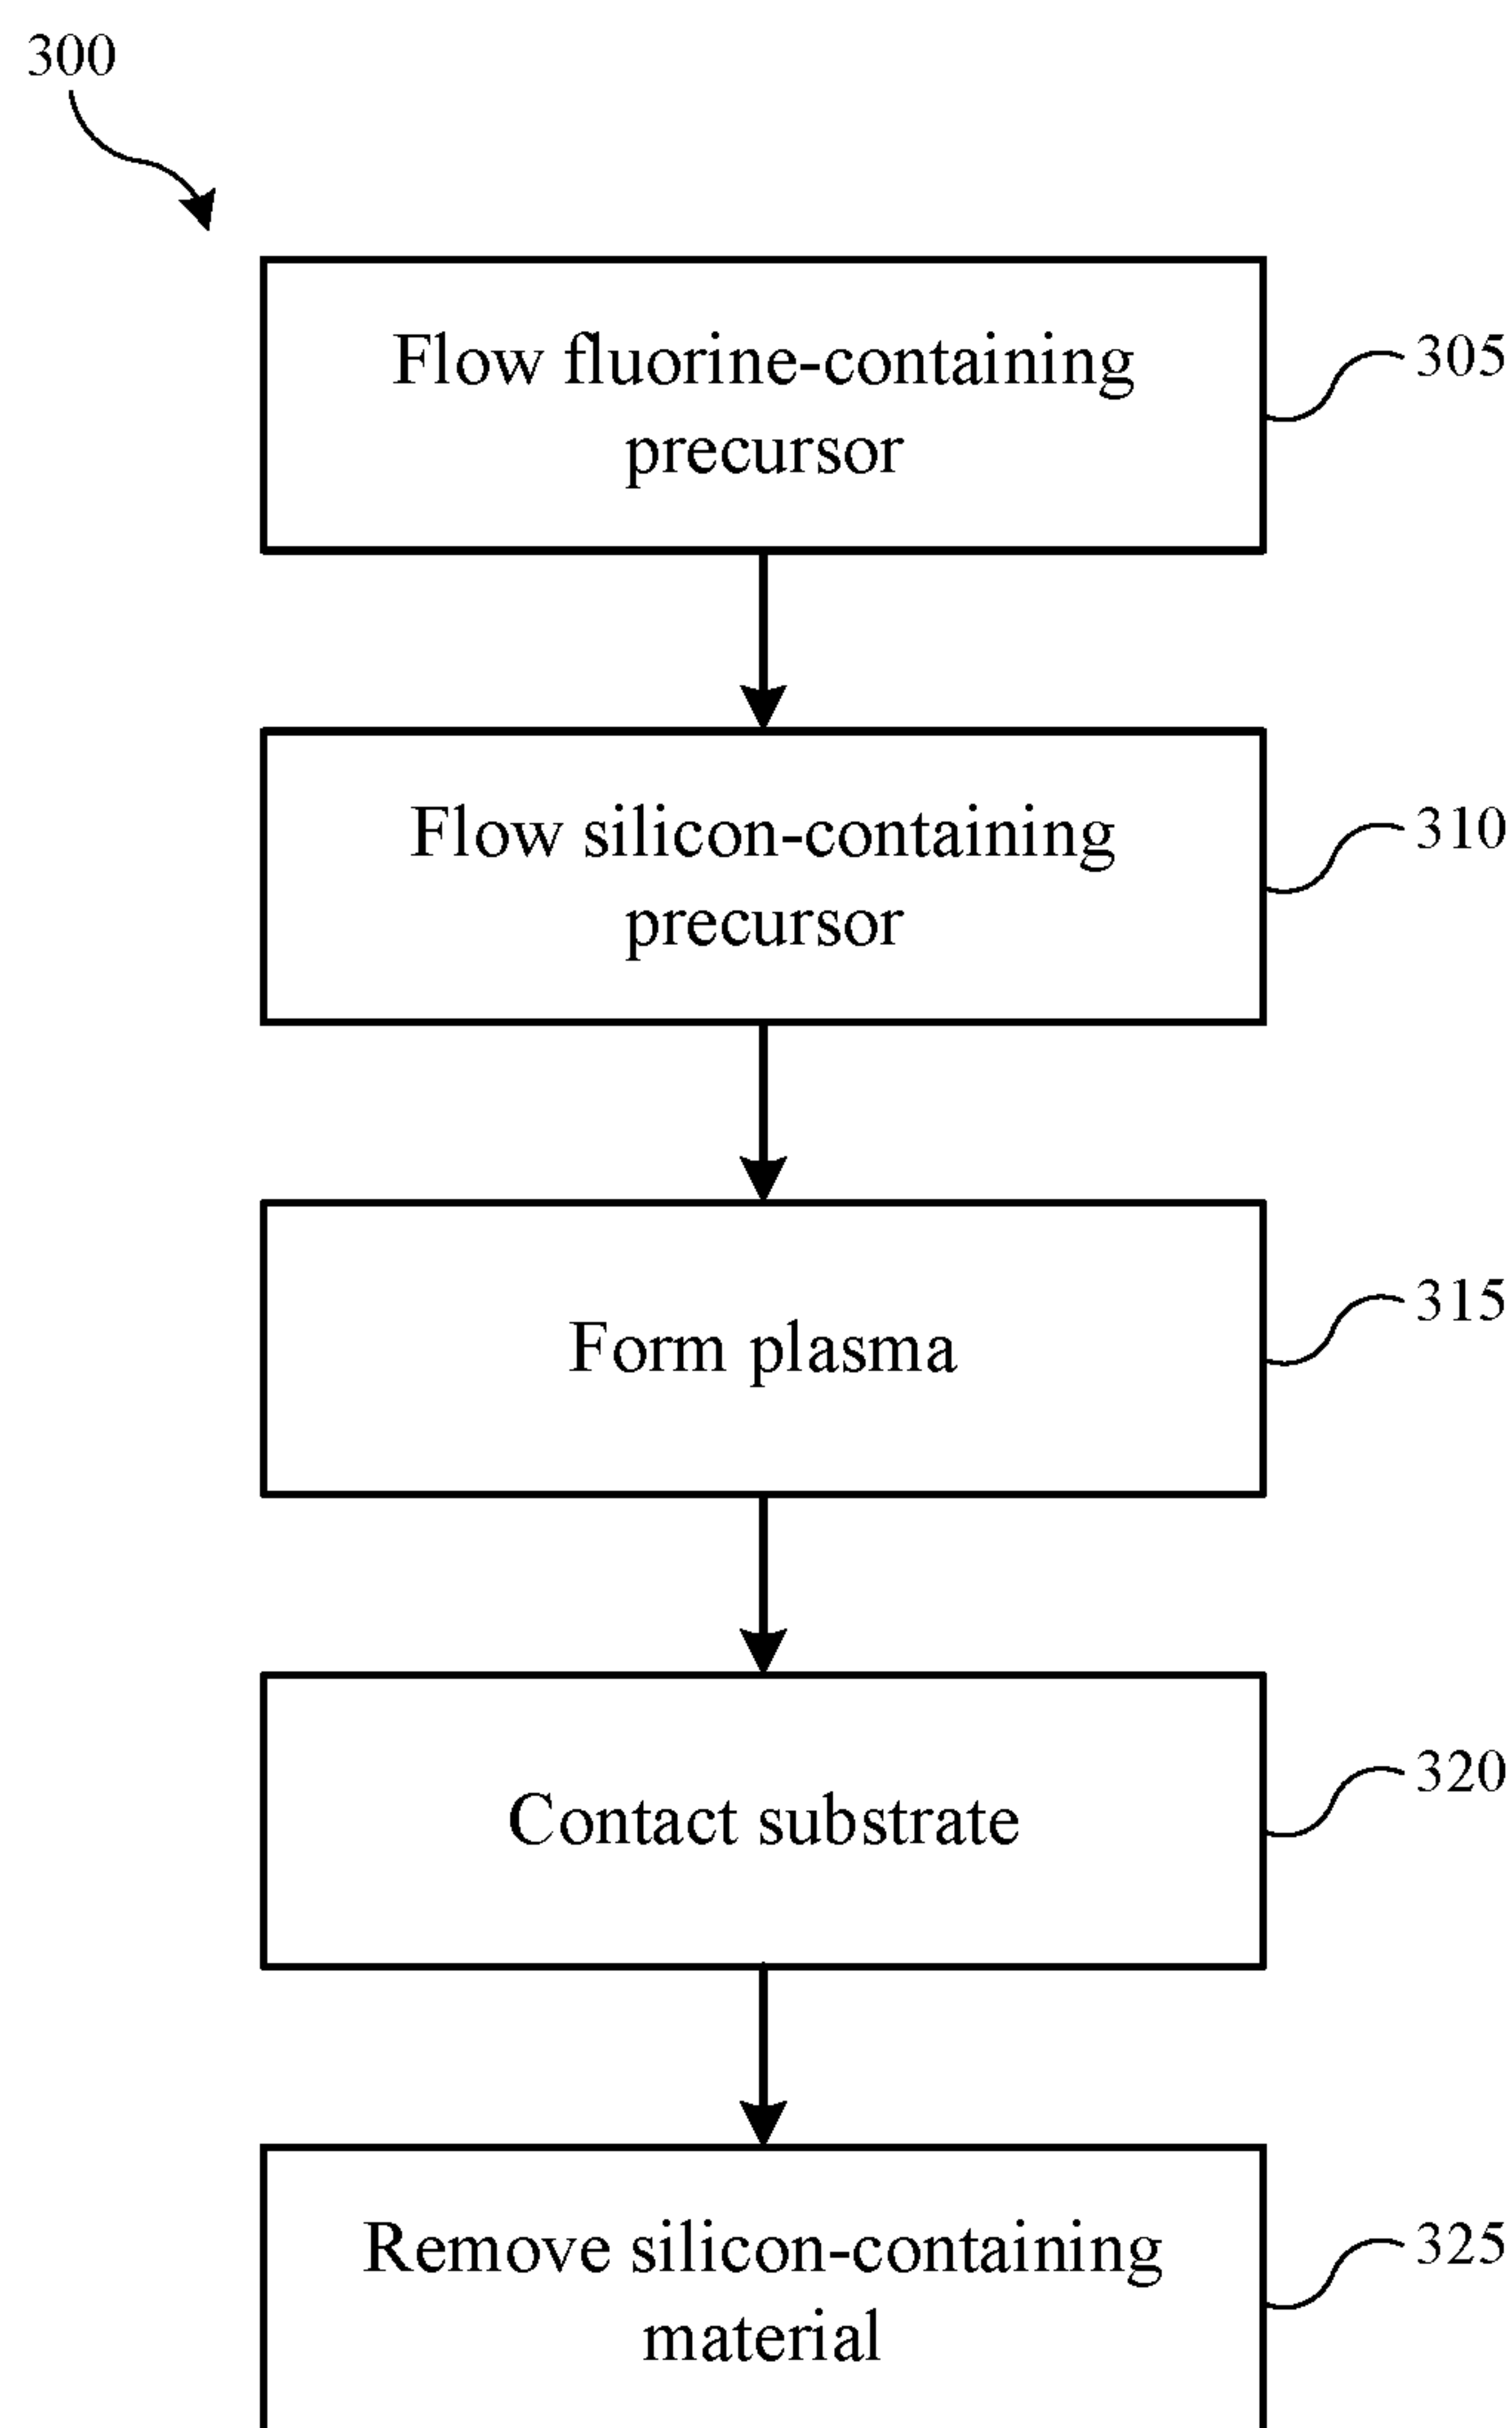 300
Flow fluorine-containing
precursor
305
Flow silicon-containing
precursor
310
Form plasma
315
Contact substrate
320
Remove silicon-containing
material
325